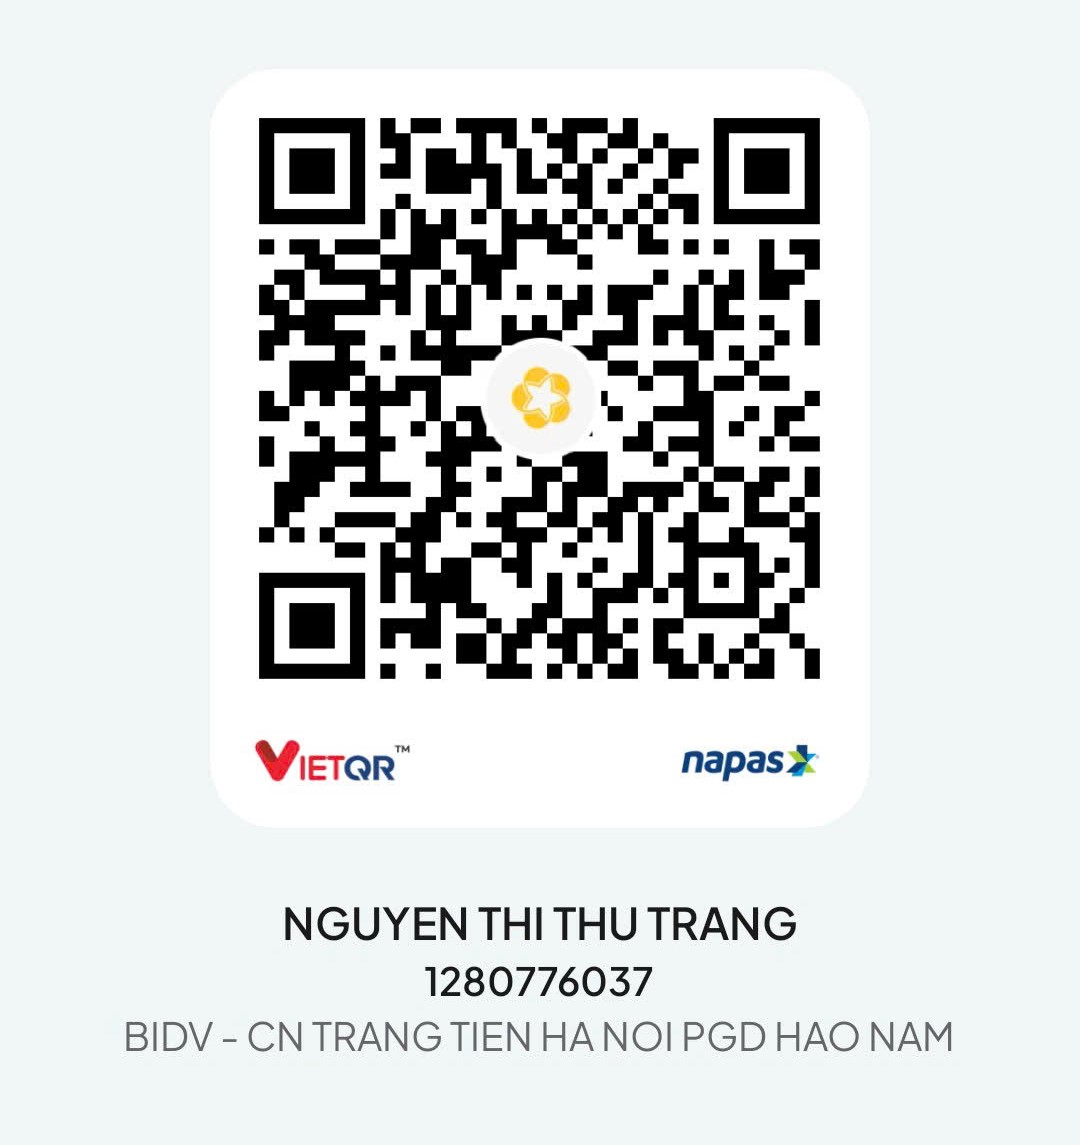 VIETQR™
napas
NGUYEN THI THU TRANG
1280776037
BIDV - CN TRANG TIEN HA NOI PGD HAO NAM